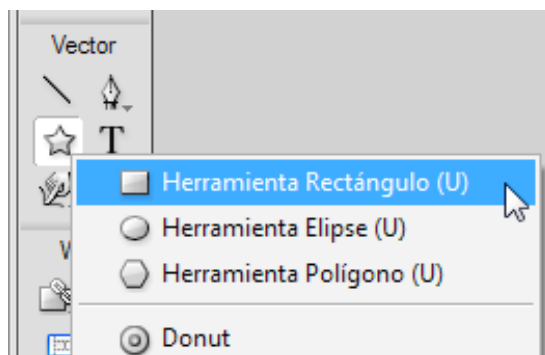 Vector
T
Herramienta Rectángulo (U)
Herramienta Elipse (U)
Herramienta Polígono (U)
Donut